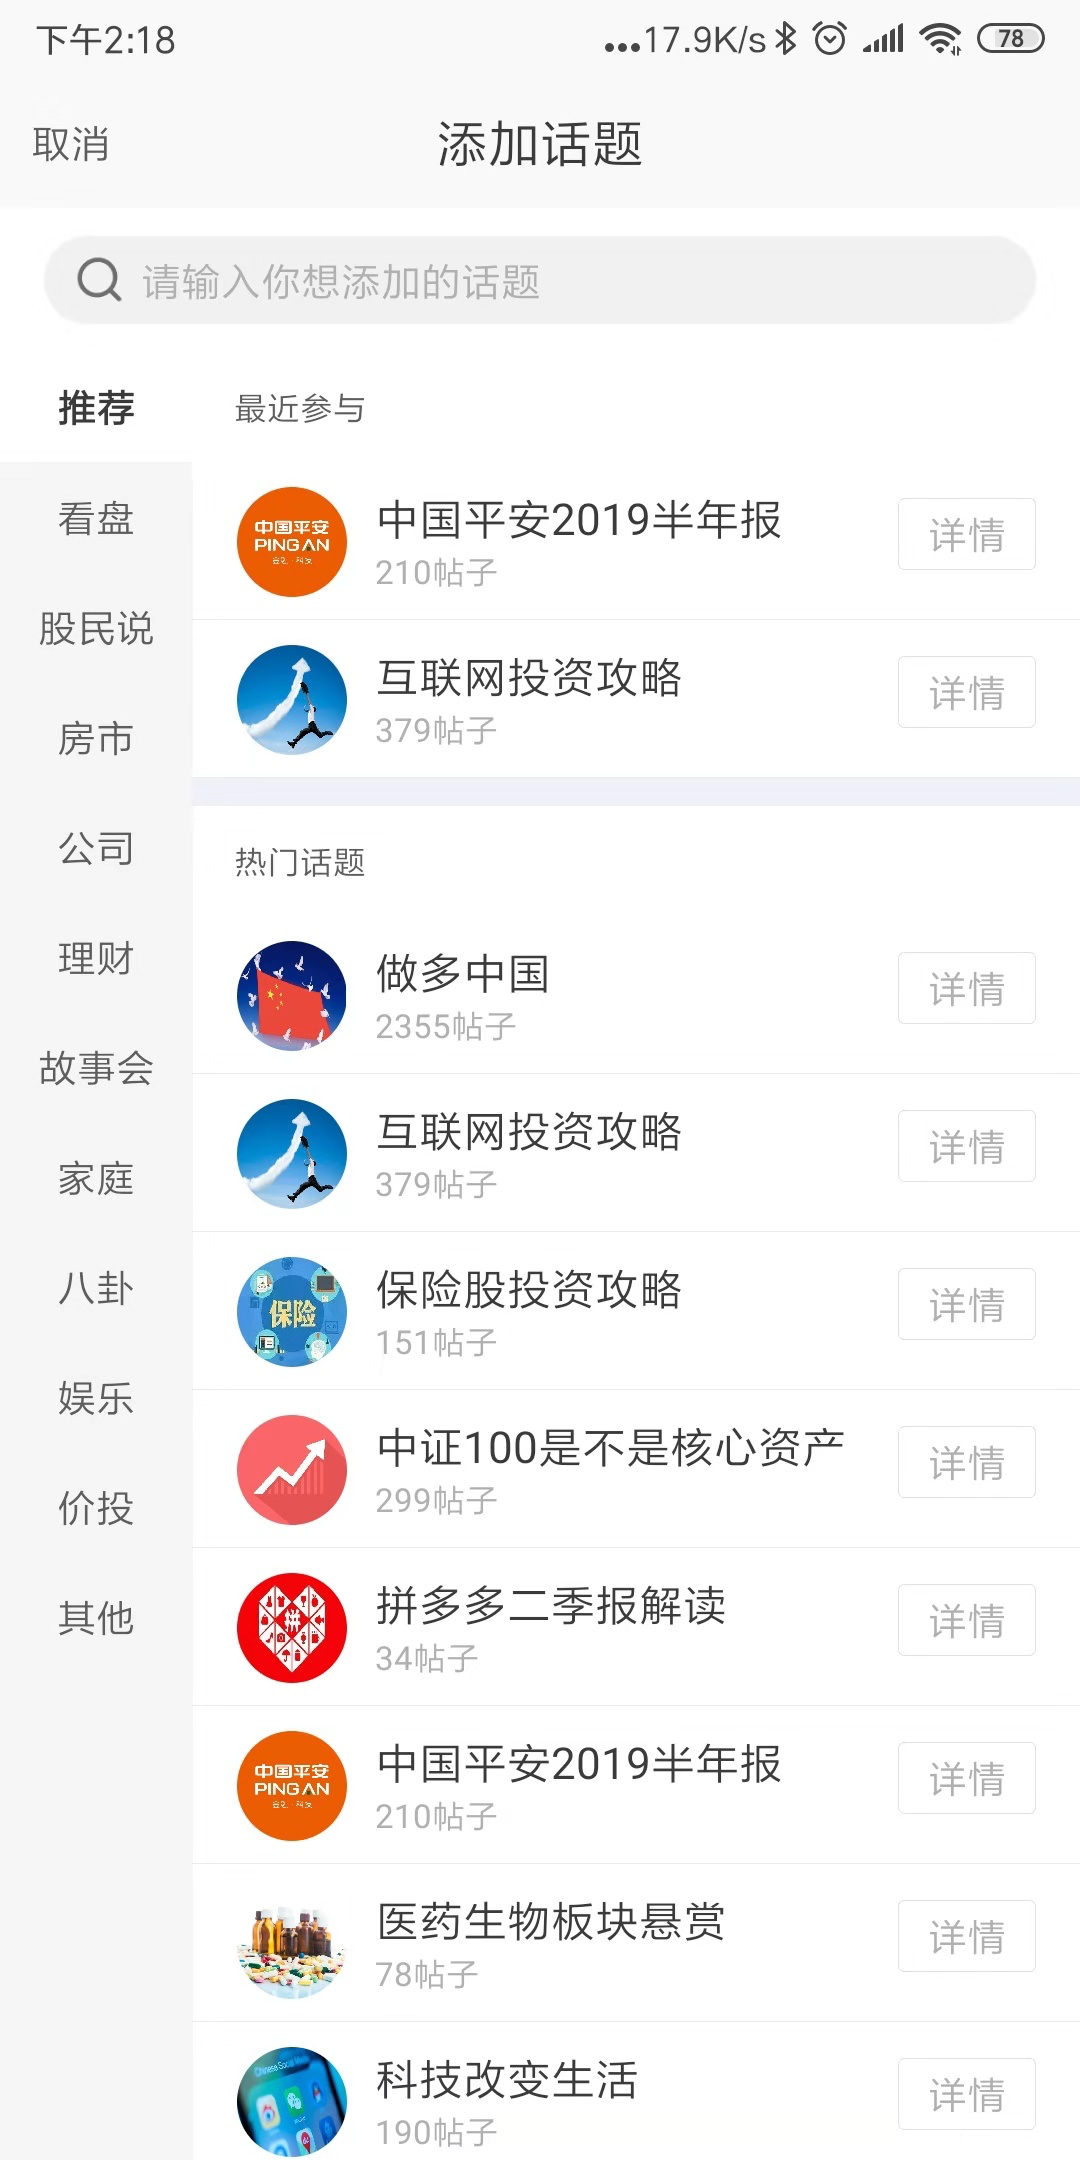 下午2:18
...17.9K/s
78
取消
添加话题
请输入你想添加的话题
推荐
看盘
股民说
房市
公司
理财
故事会
家庭
八卦
娱乐
价投
其他
最近参与
中国平安
PINGAN
中国平安2019半年报
210帖子
详情
互联网投资攻略
379帖子
详情
热门话题
做多中国
2355帖子
详情
互联网投资攻略
379帖子
详情
保险
保险股投资攻略
151帖子
详情
中证100是不是核心资产
299帖子
详情
拼多多二季报解读
34帖子
详情
中国平安
PINGAN
中国平安2019半年报
210帖子
详情
医药生物板块悬赏
78帖子
详情
科技改变生活
190帖子
详情